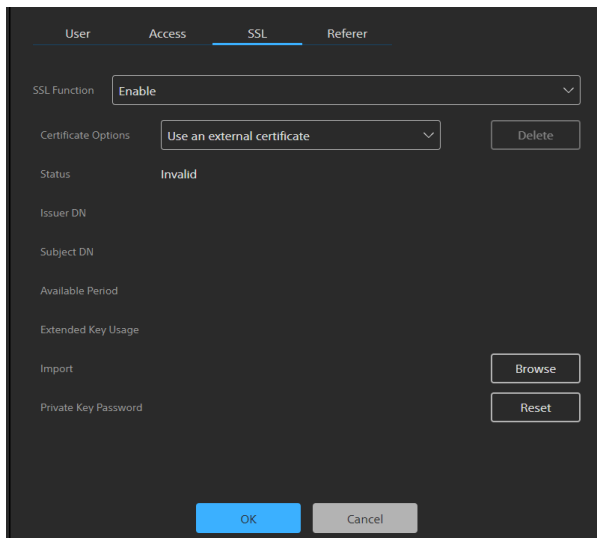 User Access SSL Referer
SSL Function Enable
Certificate Options Use an external certificate Delete
Status Invalid
Issuer DN
Subject DN
Available Period
Extended Key Usage
Import Browse
Private Key Password Reset
OK Cancel